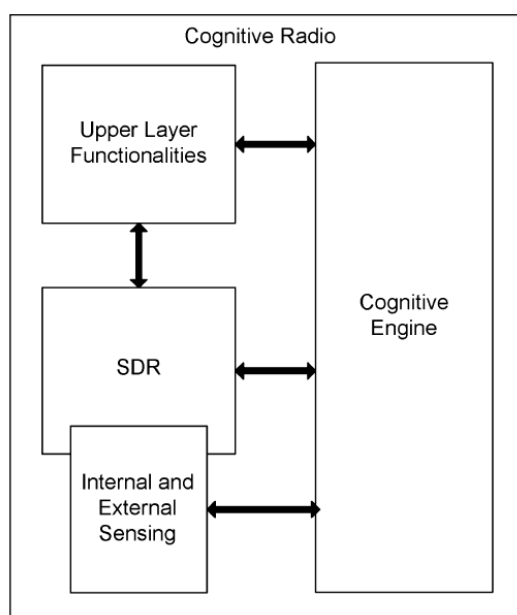 Cognitive Radio
Upper Layer
Functionalities
Cognitive
Engine
SDR
Internal and
External
Sensing